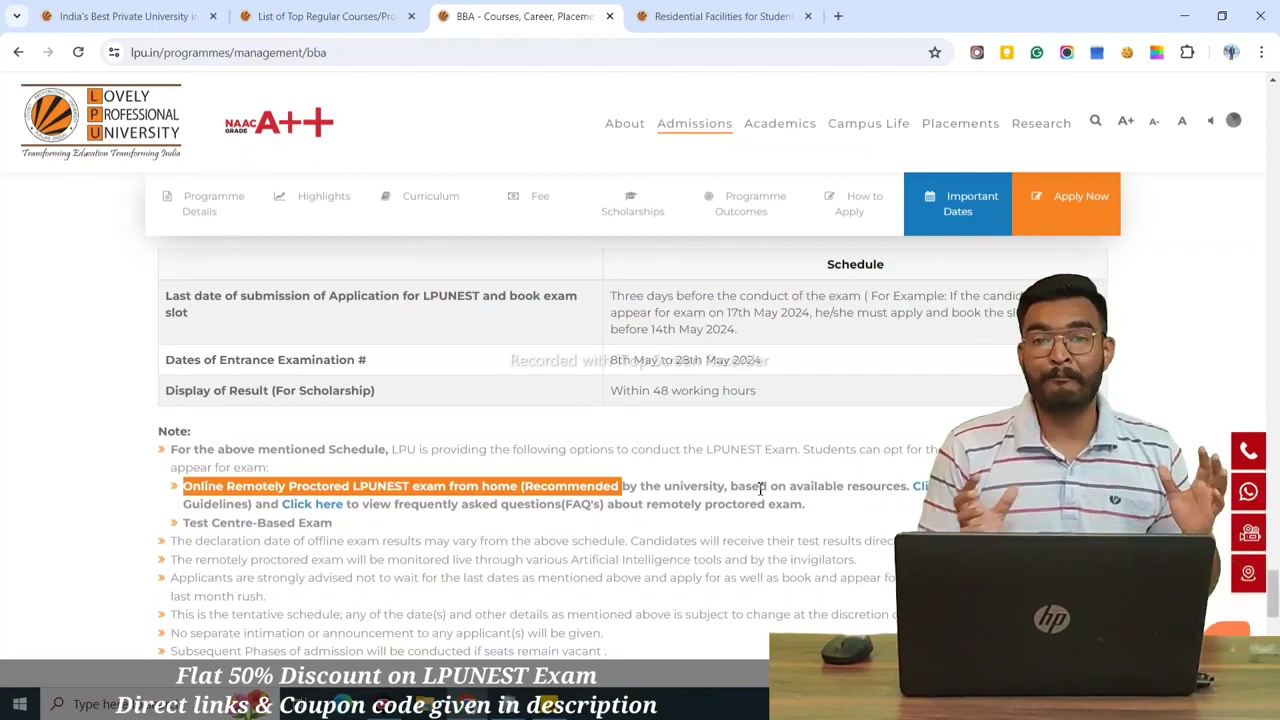 India's Best Private University in
List of Top Regular Courses/Pro
BBA - Courses, Career, Placeme
Residential Facilities for Student
lpu.in/programmes/management/bba
LOVELY
PROFESSIONAL
UNIVERSITY
Transforming Education Transforming India
NAAC
GRADE A++
About Admissions Academics Campus Life Placements Research
A+ A- A
Programme Details
Highlights
Curriculum
Fee
Scholarships
Programme Outcomes
How to Apply
Important Dates
Apply Now
Schedule
Last date of submission of Application for LPUNEST and book exam
slot
Three days before the conduct of the exam ( For Example: If the candid
appear for exam on 17th May 2024, he/she must apply and book the sl
before 14th May 2024.
Dates of Entrance Examination #
8th May to 28th May 2024
Recorded with
Recorder
Display of Result (For Scholarship)
Within 48 working hours
Note:
For the above mentioned Schedule, LPU is providing the following options to conduct the LPUNEST Exam. Students can opt for th
appear for exam:
Online Remotely Proctored LPUNEST exam from home (Recommended by the university, based on available resources. Cli
Guidelines) and Click here to view frequently asked questions(FAQ's) about remotely proctored exam.
Test Centre-Based Exam
The declaration date of offline exam results may vary from the above schedule. Candidates will receive their test results direc
The remotely proctored exam will be monitored live through various Artificial Intelligence tools and by the invigilators.
Applicants are strongly advised not to wait for the last dates as mentioned above and apply for as well as book and appear fo
last month rush.
This is the tentative schedule; any of the date(s) and other details as mentioned above is subject to change at the discretion o
No separate intimation or announcement to any applicant(s) will be given.
Subsequent Phases of admission will be conducted if seats remain vacant .
hp
Flat 50% Discount on LPUNEST Exam
Type here
Direct links & Coupon code given in description